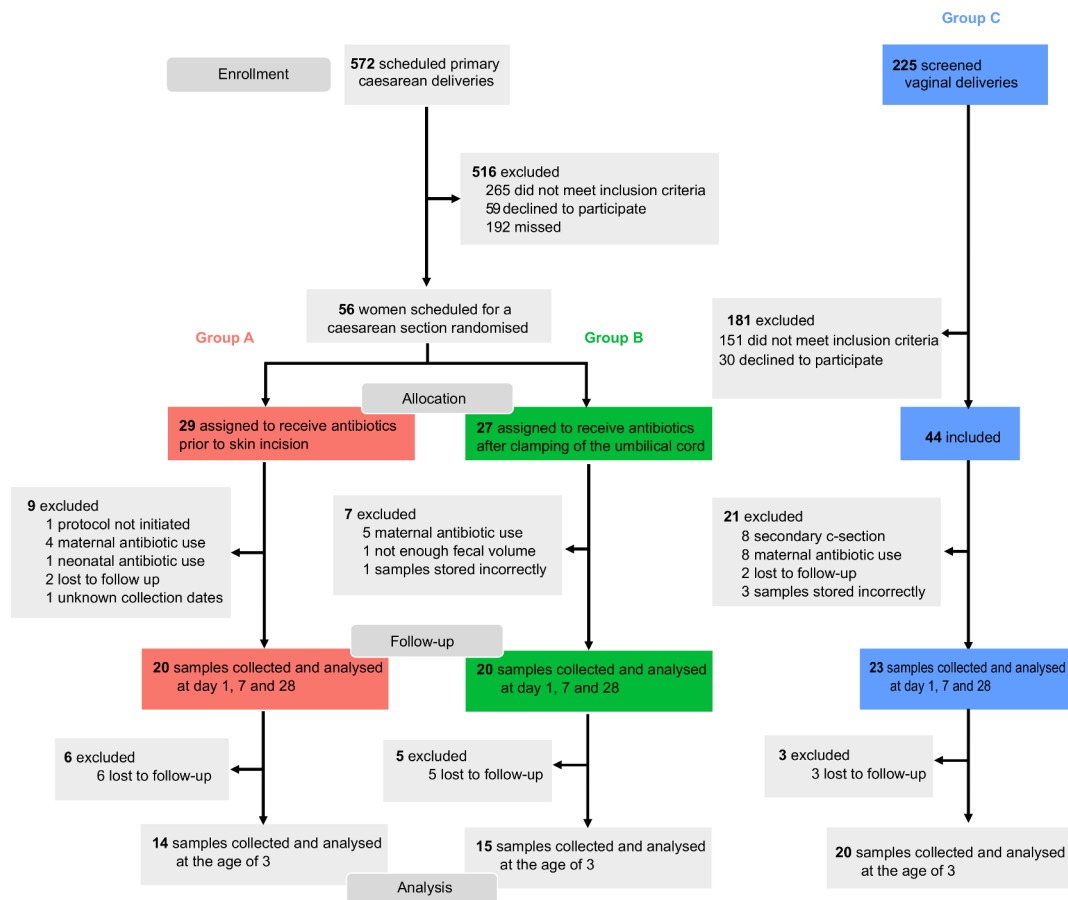 Group C
Enrollment
572 scheduled primary
caesarean deliveries
225 screened
vaginal deliveries
516 excluded
265 did not meet inclusion criteria
59 declined to participate
192 missed
56 women scheduled for a
caesarean section randomised
Group A
Group B
181 excluded
151 did not meet inclusion criteria
30 declined to participate
Allocation
29 assigned to receive antibiotics
prior to skin incision
27 assigned to receive antibiotics
after clamping of the umbilical cord
44 included
9 excluded
1 protocol not initiated
4 maternal antibiotic use
1 neonatal antibiotic use
2 lost to follow up
1 unknown collection dates
7 excluded
5 maternal antibiotic use
1 not enough fecal volume
1 samples stored incorrectly
21 excluded
8 secondary c-section
8 maternal antibiotic use
2 lost to follow-up
3 samples stored incorrectly
Follow-up
20 samples collected and analysed
at day 1, 7 and 28
20 samples collected and analysed
at day 1, 7 and 28
23 samples collected and analysed
at day 1, 7 and 28
6 excluded
6 lost to follow-up
5 excluded
5 lost to follow-up
3 excluded
3 lost to follow-up
14 samples collected and analysed
at the age of 3
15 samples collected and analysed
at the age of 3
20 samples collected and analysed
at the age of 3
Analysis